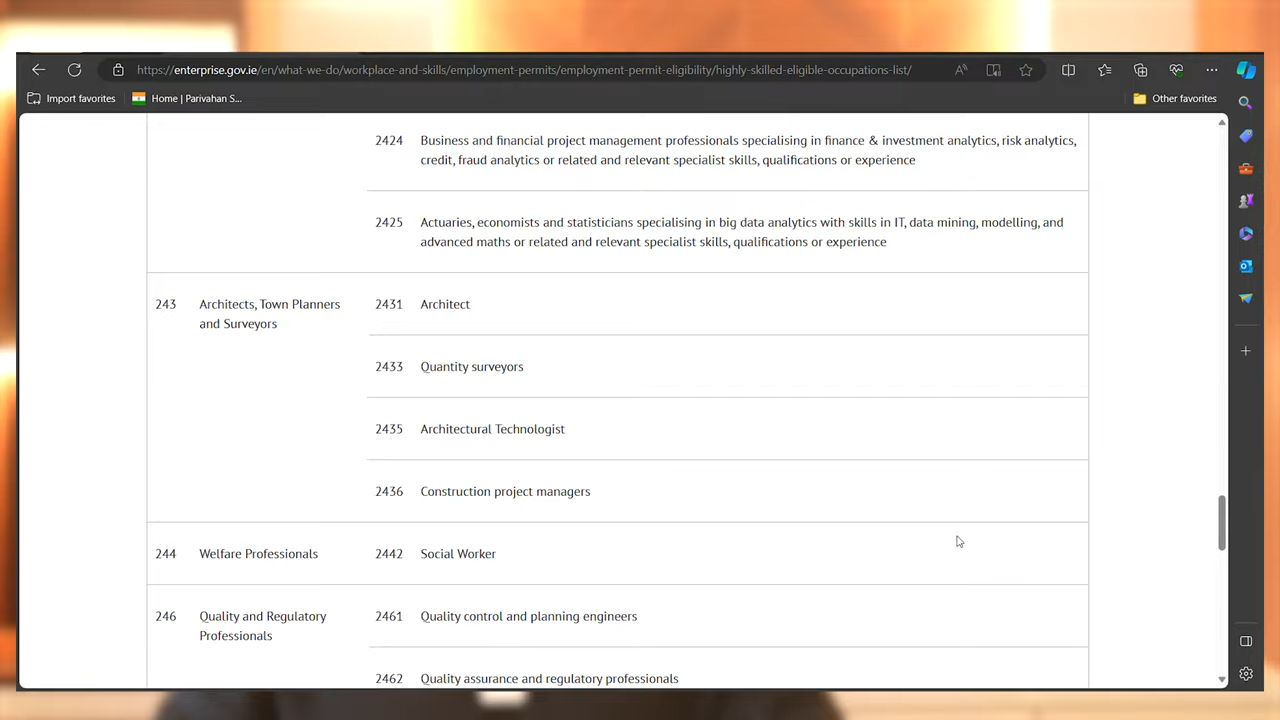 https://enterprise.gov.ie/en/what-we-do/workplace-and-skills/employment-permits/employment-permit-eligibility/highly-skilled-eligible-occupations-list/
Import favorites
Home | Parivahan S...
Other favorites
2424 Business and financial project management professionals specialising in finance & investment analytics, risk analytics,
credit, fraud analytics or related and relevant specialist skills, qualifications or experience
2425 Actuaries, economists and statisticians specialising in big data analytics with skills in IT, data mining, modelling, and
advanced maths or related and relevant specialist skills, qualifications or experience
243 Architects, Town Planners 2431 Architect
and Surveyors
2433 Quantity surveyors
2435 Architectural Technologist
2436 Construction project managers
244 Welfare Professionals 2442 Social Worker
246 Quality and Regulatory 2461 Quality control and planning engineers
Professionals
2462 Quality assurance and regulatory professionals